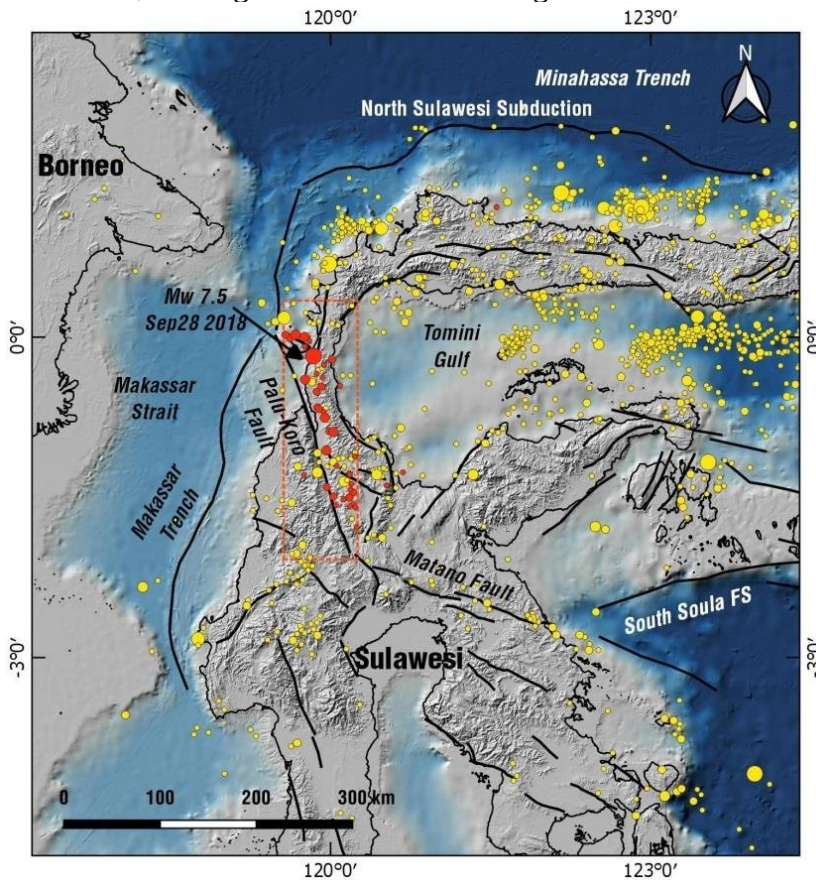 120°0'
123°0'
N
Minahassa Trench
North Sulawesi Subduction
Borneo
Mw 7.5
Sep28 2018
0°0'
0°0'
Tomini
Gulf
Makassar
Strait
Palu-Koro
Fault
Makassar
Trench
Matano Fault
South Soula FS
-3°0'
-3°0'
Sulawesi
0
100
200
300 km
120°0'
123°0'